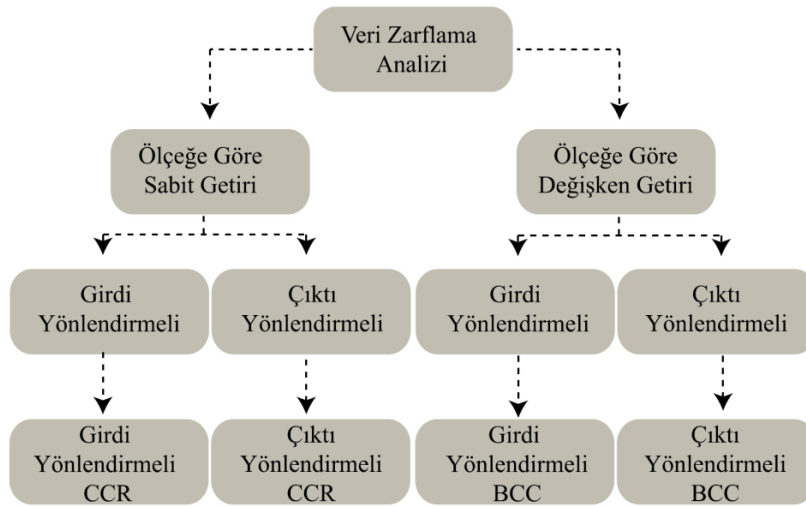 Veri Zarflama
Analizi
Ölçeğe Göre
Sabit Getiri
Ölçeğe Göre
Değişken Getiri
Girdi
Yönlendirmeli
Çıktı
Yönlendirmeli
Girdi
Yönlendirmeli
Çıktı
Yönlendirmeli
Girdi
Yönlendirmeli
CCR
Çıktı
Yönlendirmeli
CCR
Girdi
Yönlendirmeli
BCC
Çıktı
Yönlendirmeli
BCC